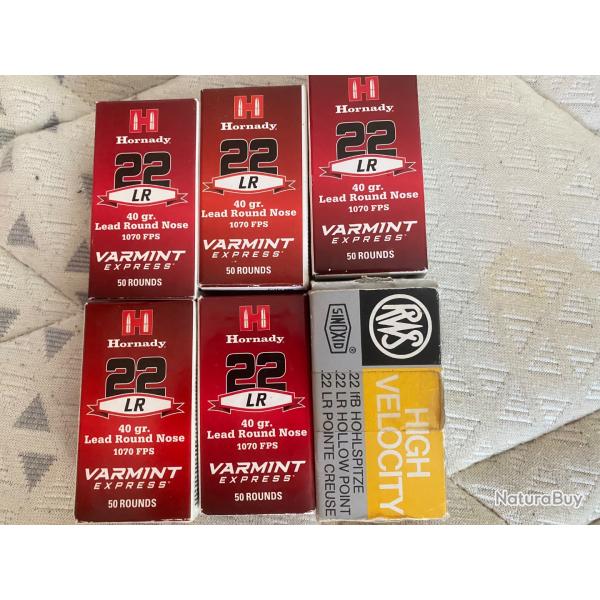 H
Hornady
22
LR
40 gr.
Lead Round Nose
1070 FPS
VARMINT
EXPRESS®
50 ROUNDS
H
Hornady
22
LR
40 gr.
Lead Round Nose
1070 FPS
VARMINT
EXPRESS®
50 ROUNDS
H
Hornady
22
LR
40 gr.
Lead Round Nose
1070 FPS
VARMINT
EXPRESS®
50 ROUNDS
H
Hornady
22
LR
40 gr.
Lead Round Nose
1070 FPS
VARMINT
EXPRESS®
50 ROUNDS
H
Hornady
22
LR
40 gr.
Lead Round Nose
1070 FPS
VARMINT
EXPRESS®
50 ROUNDS
SINOXID
®
RWS
HIGH
VELOCITY
.22 lfB HOHLSPITZE
.22 LR HOLLOW POINT
.22 LR POINTE CREUSE
NaturaBuy